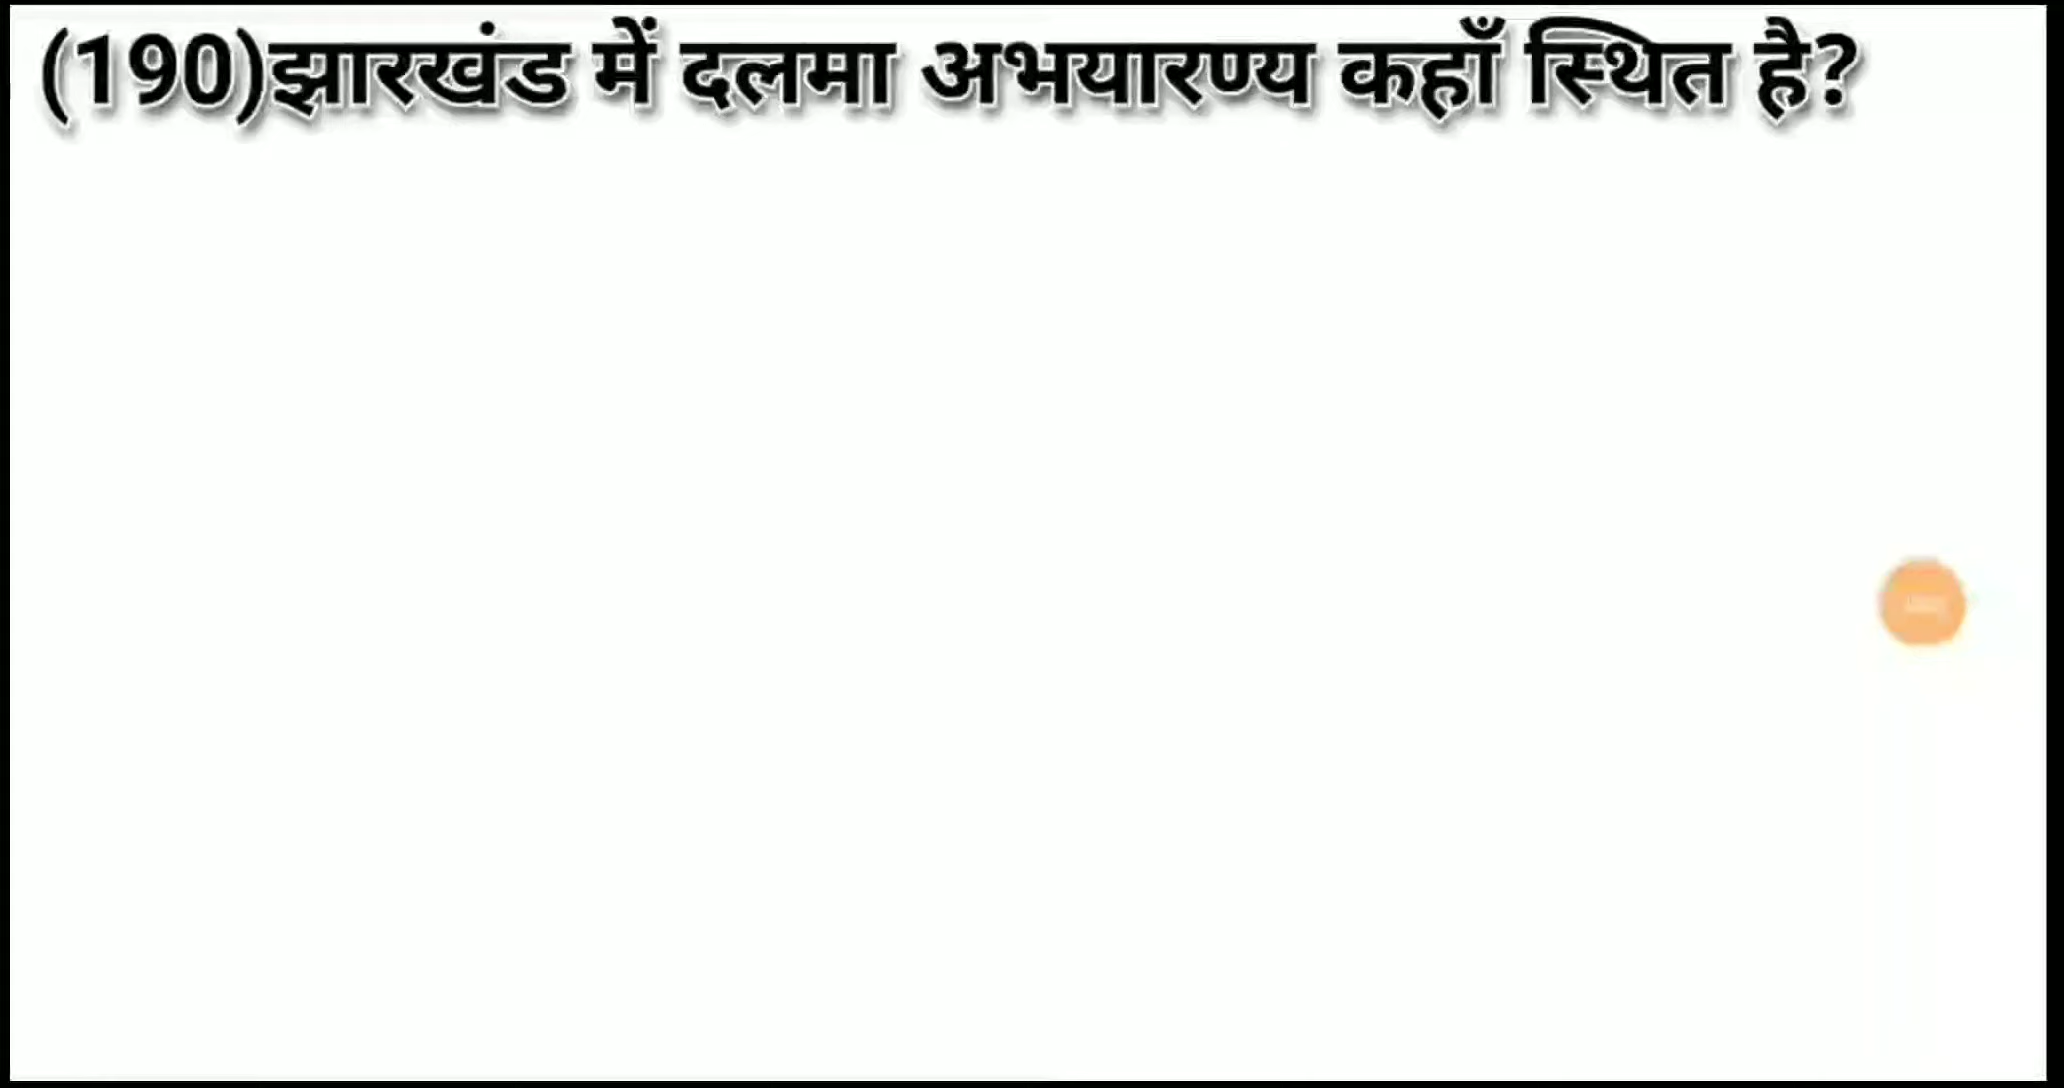 (190)झारखंड में दलमा अभयारण्य कहाँ स्थित है?